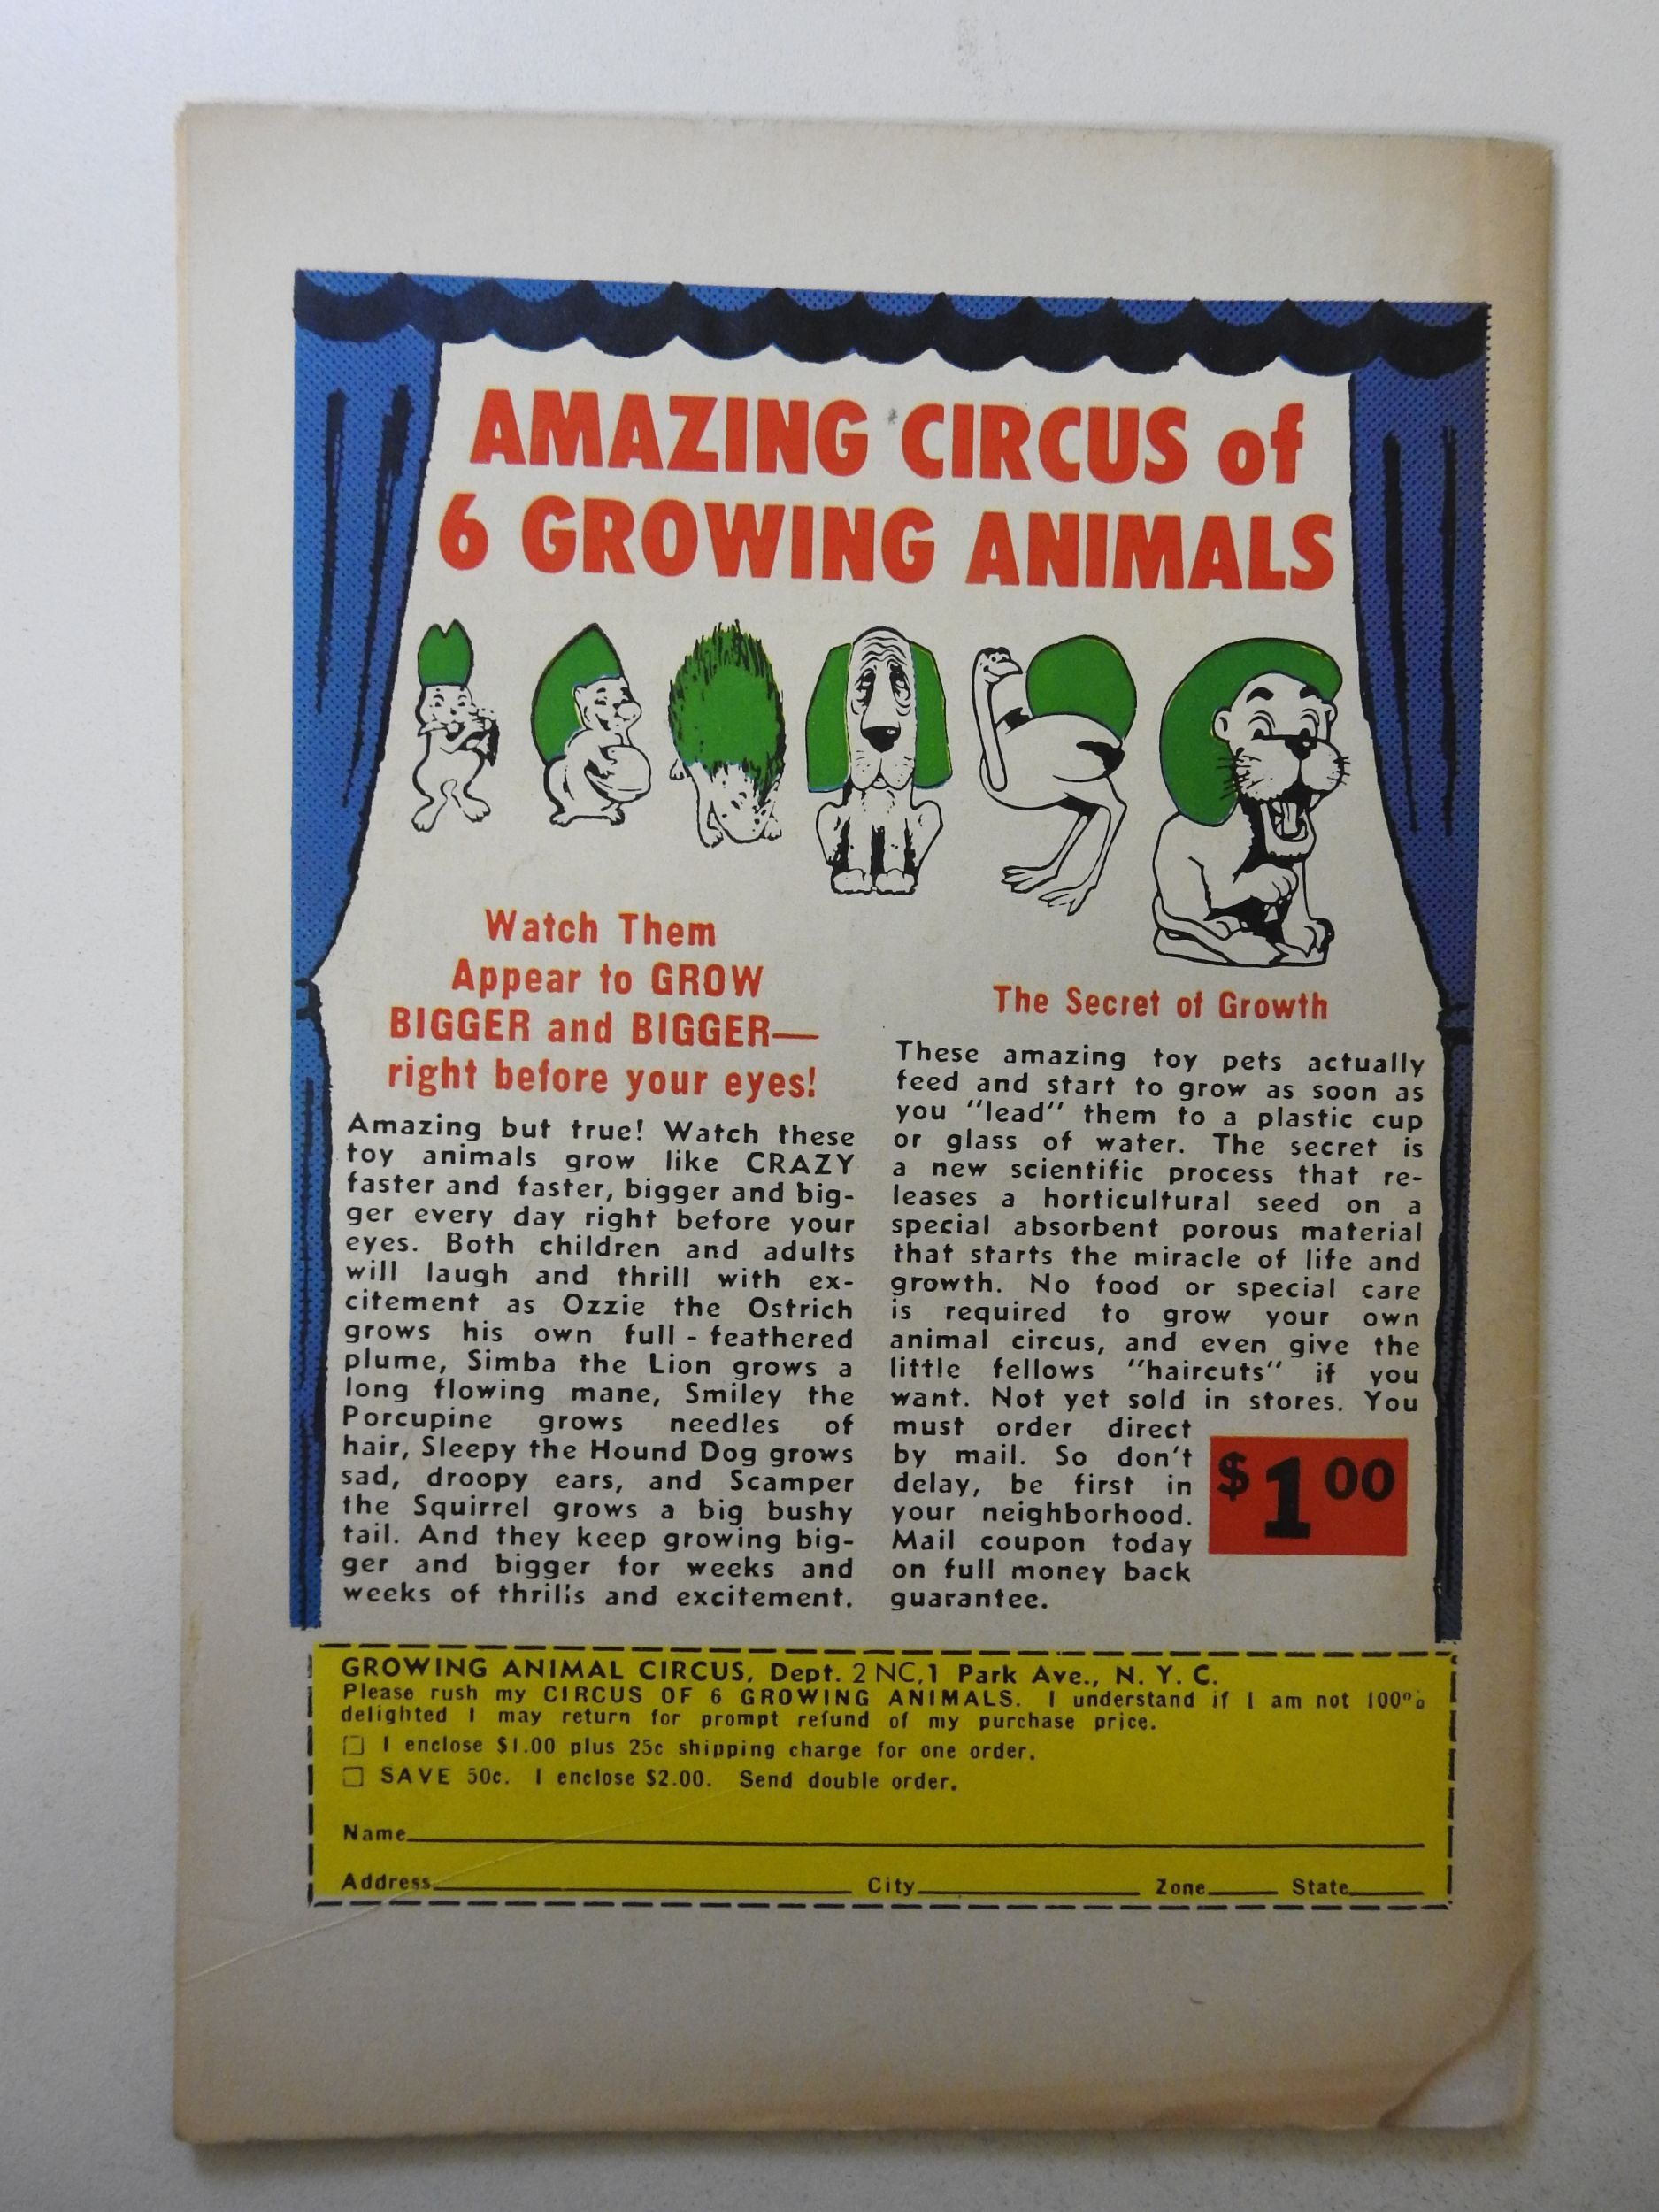 AMAZING CIRCUS of
6 GROWING ANIMALS
Watch Them
Appear to GROW
BIGGER and BIGGER—
right before your eyes!
Amazing but true! Watch these
toy animals grow like CRAZY
faster and faster, bigger and big-
ger every day right before your
eyes. Both children and adults
will laugh and thrill with ex-
citement as Ozzie the Ostrich
grows his own full - feathered
plume, Simba the Lion grows a
long flowing mane, Smiley the
Porcupine grows needles of
hair, Sleepy the Hound Dog grows
sad, droopy ears, and Scamper
the Squirrel grows a big bushy
tail. And they keep growing big-
ger and bigger for weeks and
weeks of thrills and excitement.
The Secret of Growth
These amazing toy pets actually
feed and start to grow as soon as
you "lead" them to a plastic cup
or glass of water. The secret is
a new scientific process that re-
leases a horticultural seed on a
special absorbent porous material
that starts the miracle of life and
growth. No food or special care
is required to grow your own
animal circus, and even give the
little fellows "haircuts" if you
want. Not yet sold in stores. You
must order direct
by mail. So don't
delay, be first in
your neighborhood.
Mail coupon today
on full money back
guarantee.
$1 00
GROWING ANIMAL CIRCUS, Dept. 2 NC,1 Park Ave., N. Y. C.
Please rush my CIRCUS OF 6 GROWING ANIMALS. I understand if I am not 100%
delighted I may return for prompt refund of my purchase price.
☐ I enclose $1.00 plus 25c shipping charge for one order.
☐ SAVE 50c. I enclose $2.00. Send double order.
Name
Address City Zone State